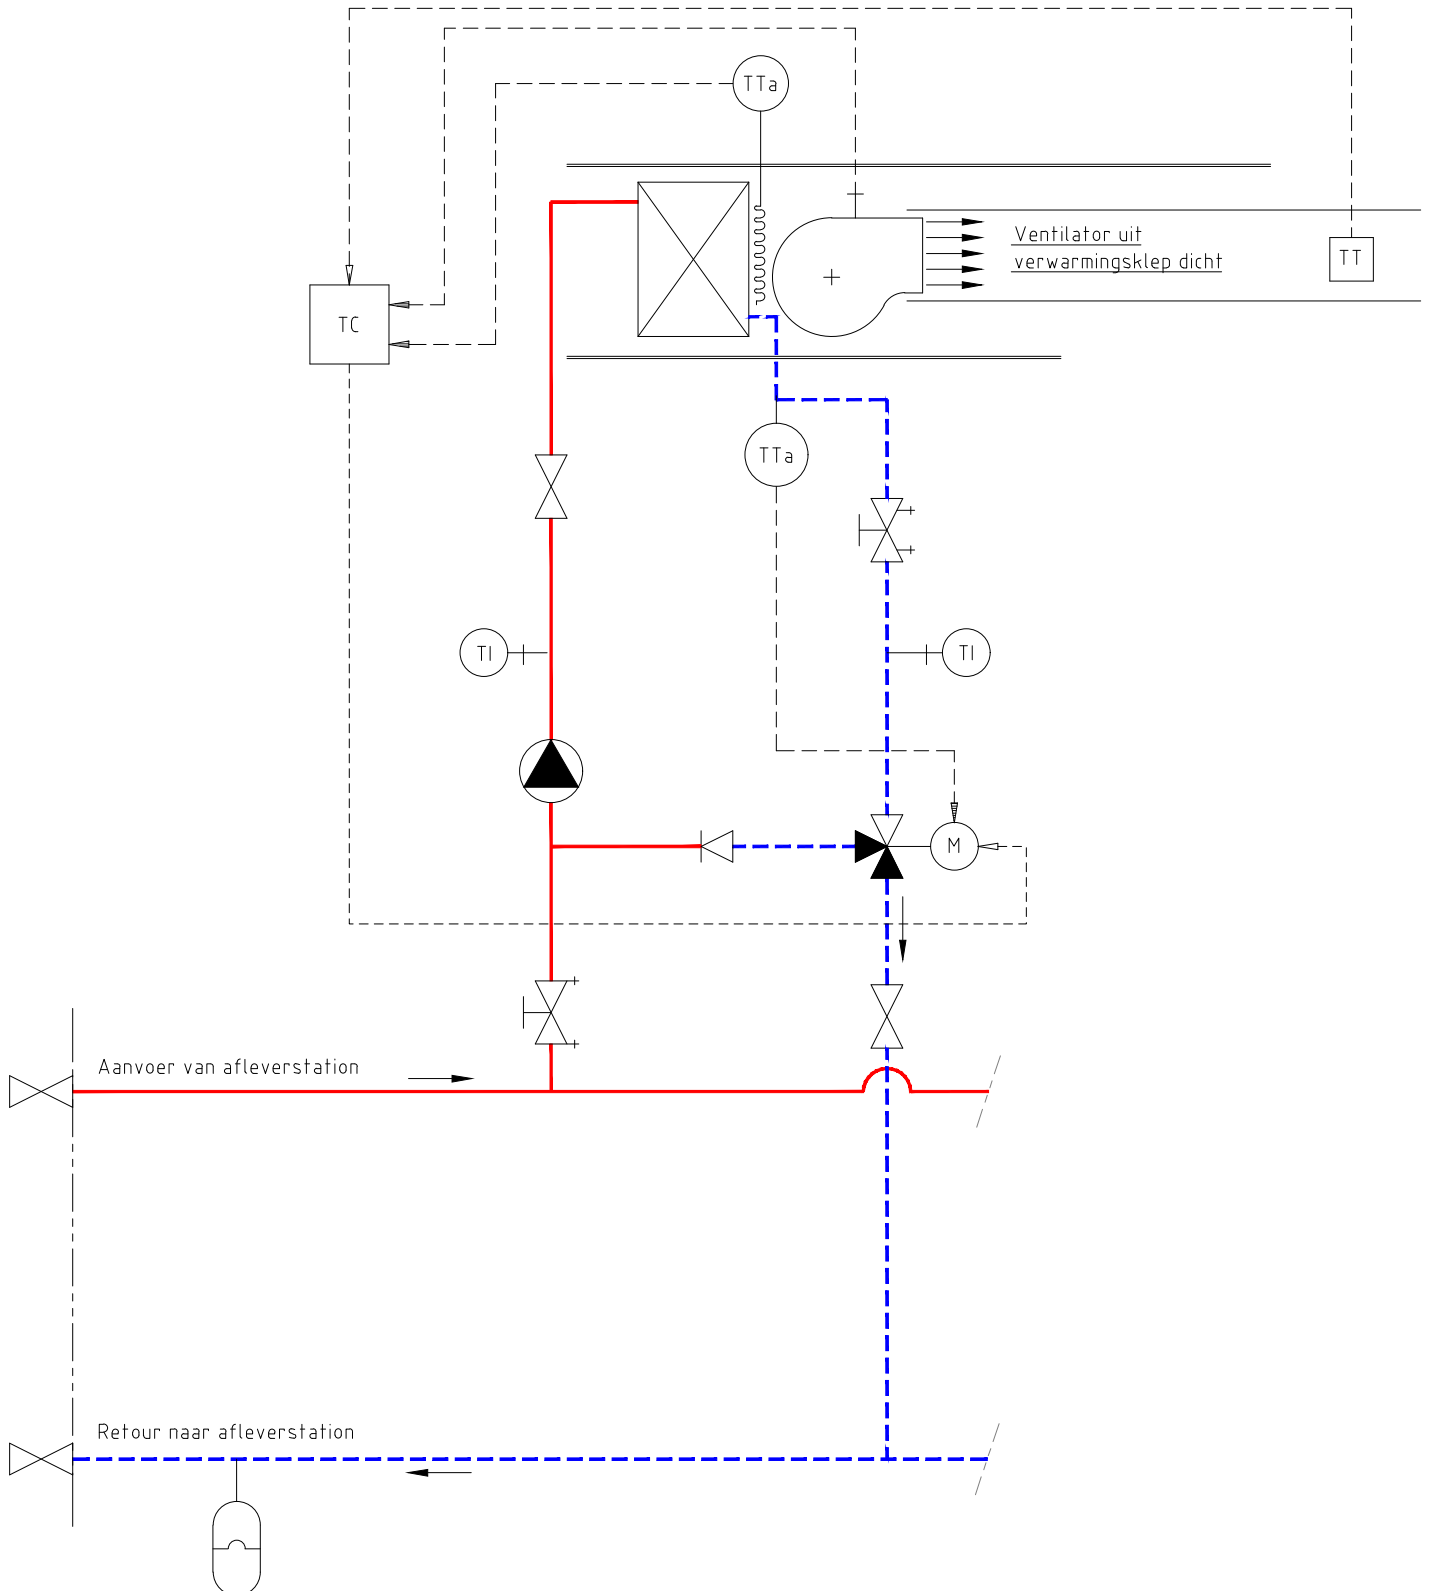 TTa
Ventilator uit
verwarmingsklep dicht
TT
TC
TTa
TI
TI
M
Aanvoer van afleverstation
Retour naar afleverstation